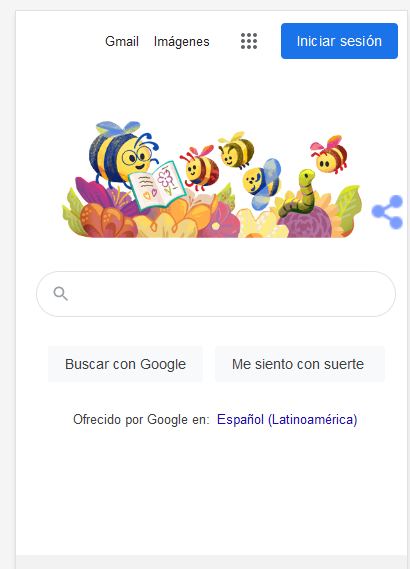 Gmail Imágenes Iniciar sesión
Buscar con Google Me siento con suerte
Ofrecido por Google en: Español (Latinoamérica)